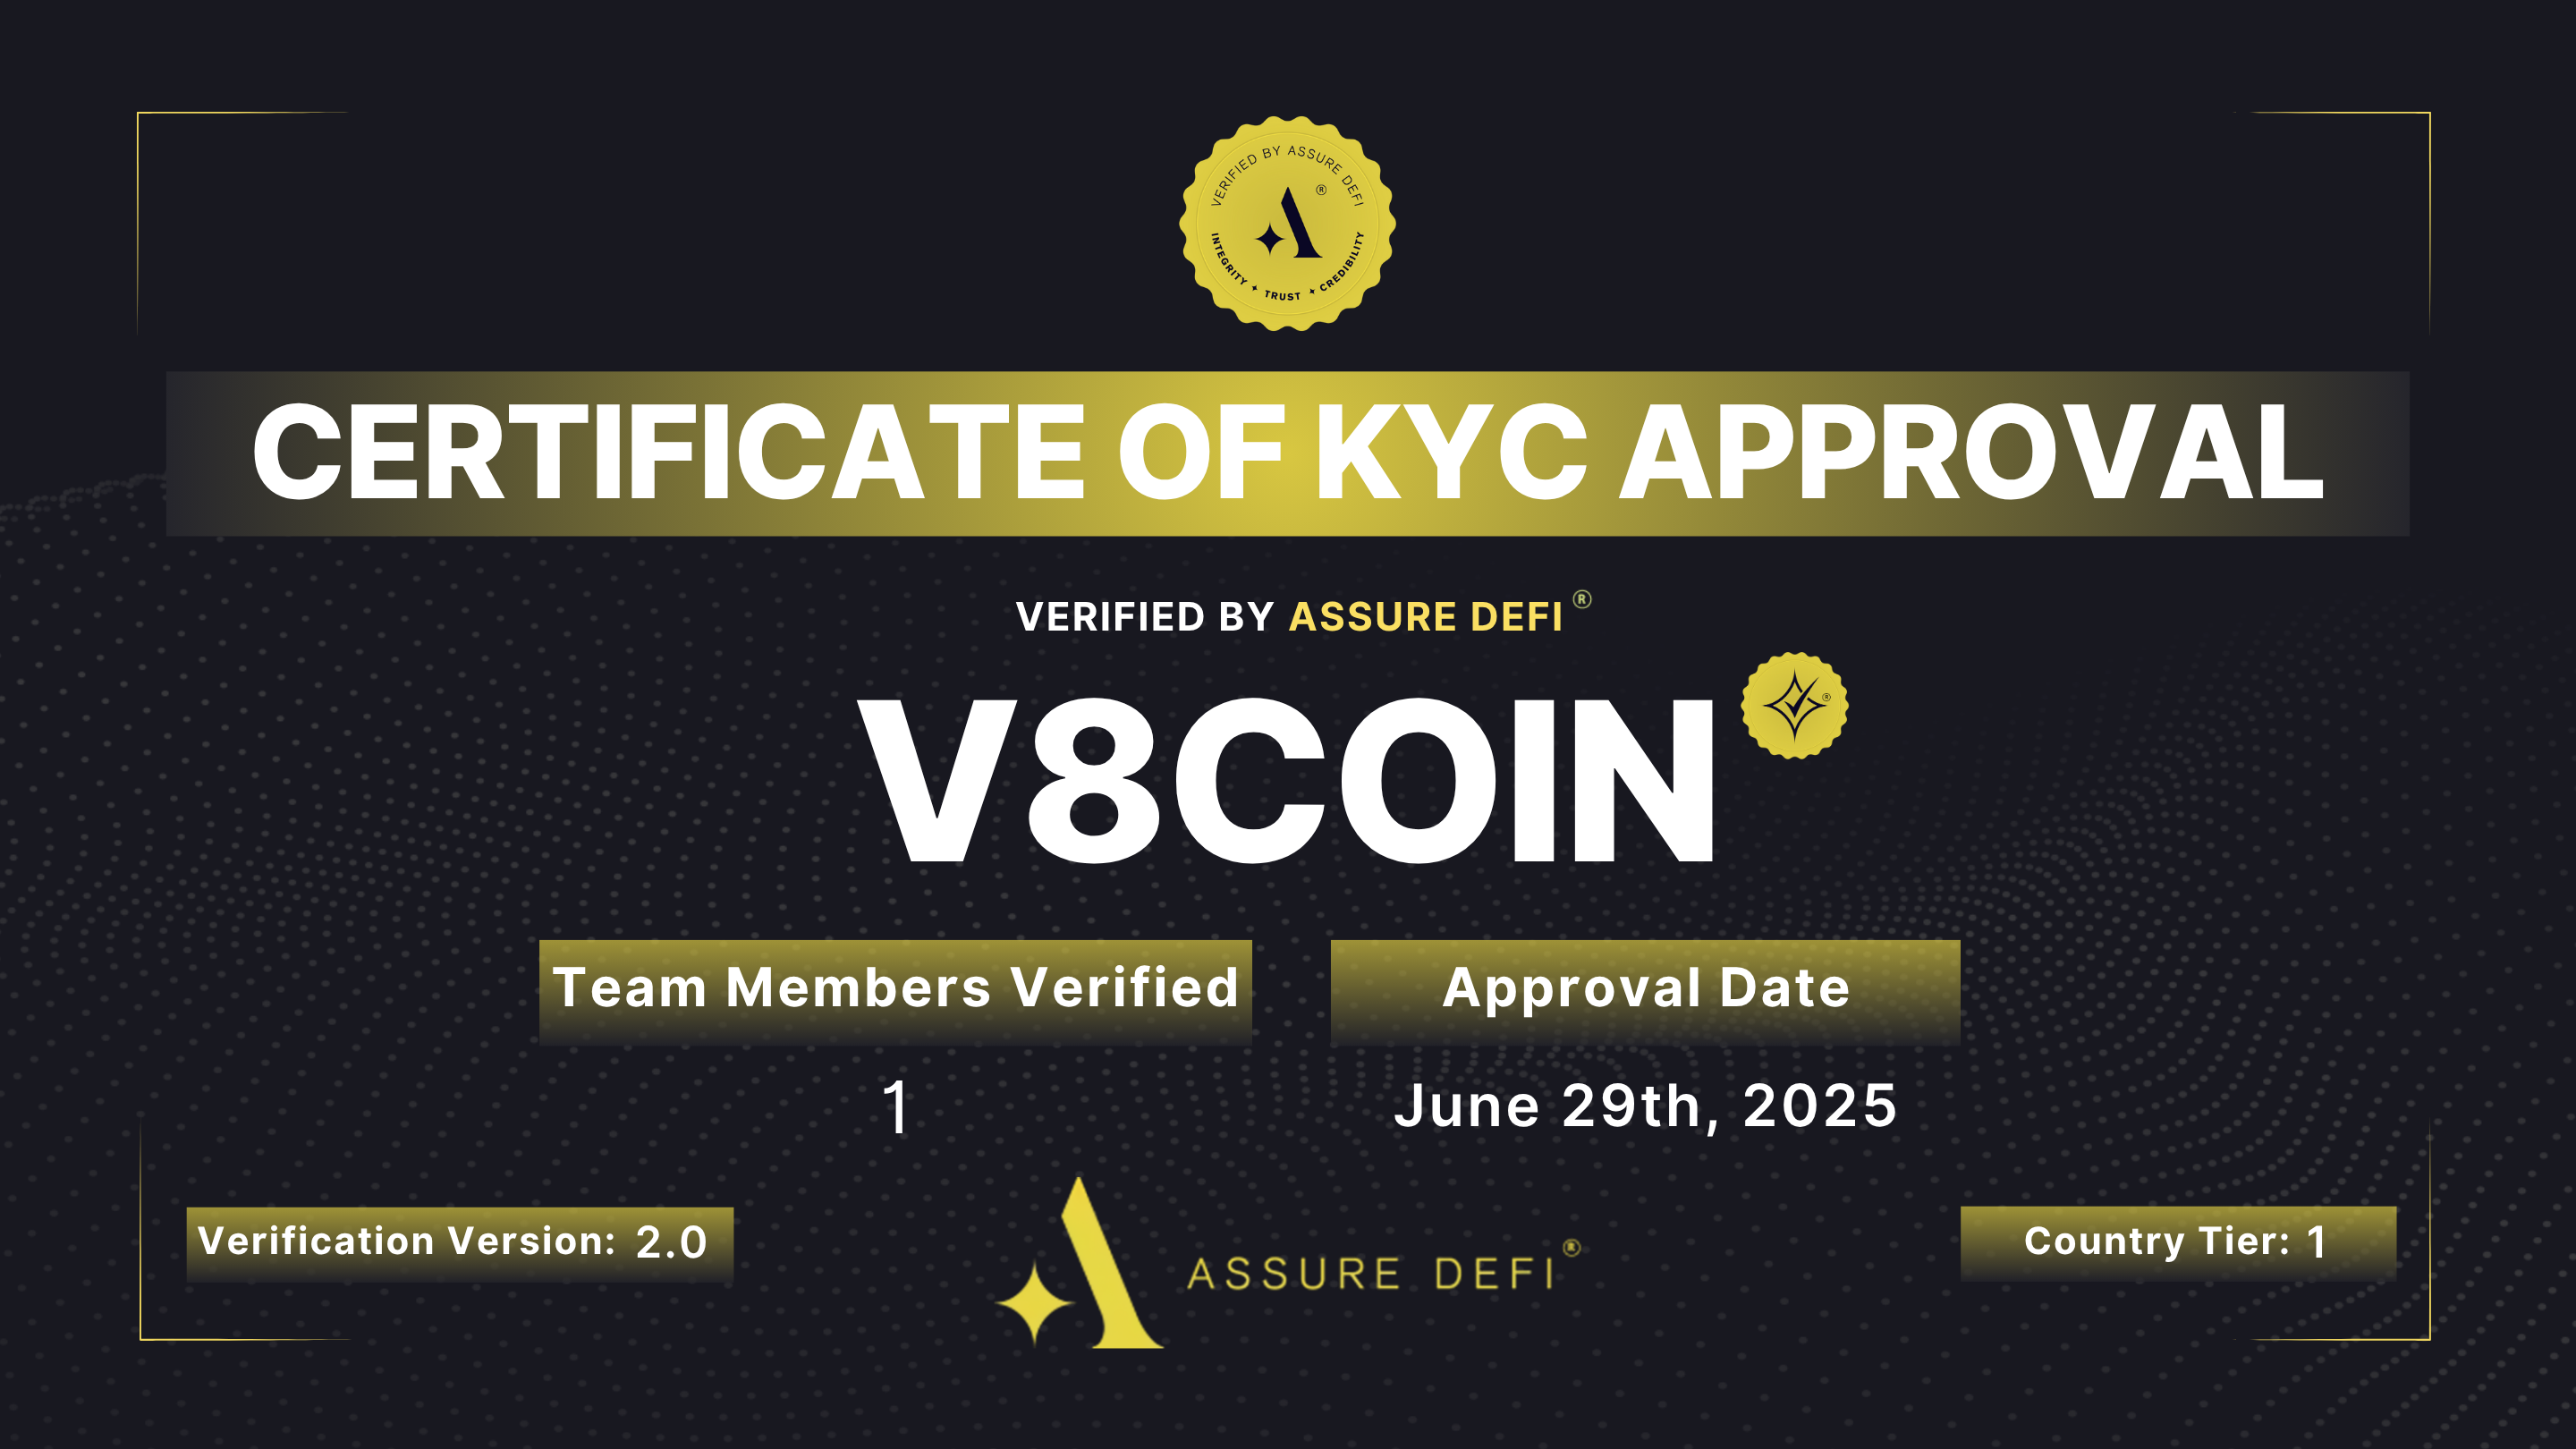 VERIFIED BY ASSURE DEFI
®
INTEGRITY ✦ TRUST ✦ CREDIBILITY
CERTIFICATE OF KYC APPROVAL
VERIFIED BY ASSURE DEFI ®
V8COIN
®
Team Members Verified
Approval Date
1
June 29th, 2025
Verification Version: 2.0
ASSURE DEFI ®
Country Tier: 1